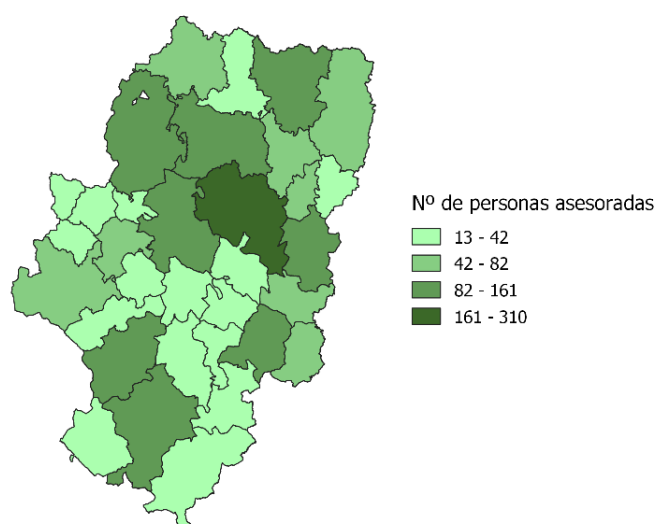 Nº de personas asesoradas
13 - 42
42 - 82
82 - 161
161 - 310